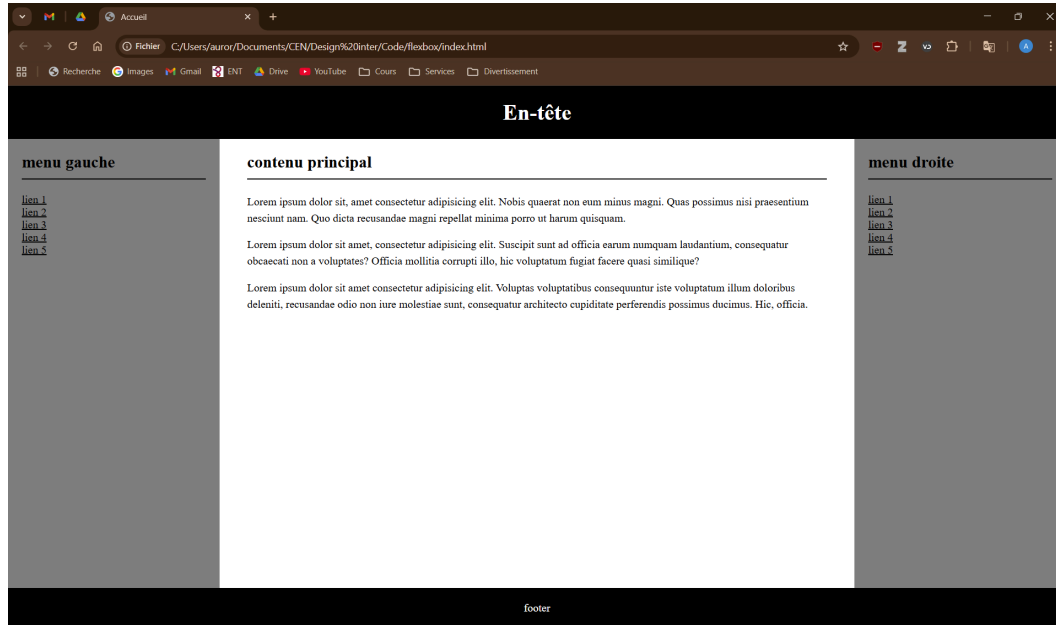 Accueil
Fichier C:/Users/auror/Documents/CEN/Design%20inter/Code/flexbox/index.html
Recherche Images Gmail ENT Drive YouTube Cours Services Divertissement
En-tête
menu gauche
lien 1
lien 2
lien 3
lien 4
lien 5
contenu principal
Lorem ipsum dolor sit, amet consectetur adipisicing elit. Nobis quaerat non eum minus magni. Quas possimus nisi praesentium
nesciunt nam. Quo dicta recusandae magni repellat minima porro ut harum quisquam.
Lorem ipsum dolor sit amet, consectetur adipisicing elit. Suscipit sunt ad officia earum numquam laudantium, consequatur
obcaecati non a voluptates? Officia mollitia corrupti illo, hic voluptatum fugiat facere quasi similique?
Lorem ipsum dolor sit amet consectetur adipisicing elit. Voluptas voluptatibus consequuntur iste voluptatum illum doloribus
deleniti, recusandae odio non iure molestiae sunt, consequatur architecto cupiditate perferendis possimus ducimus. Hic, officia.
menu droite
lien 1
lien 2
lien 3
lien 4
lien 5
footer